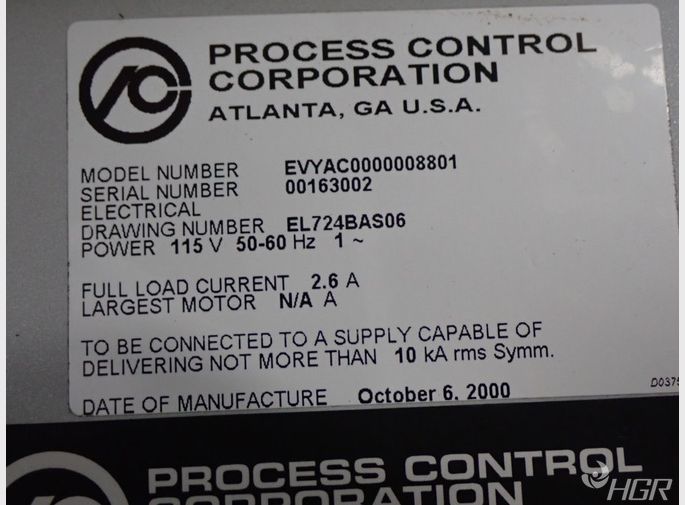 PROCESS CONTROL
CORPORATION
ATLANTA, GA U.S.A.
MODEL NUMBER EVYAC0000008801
SERIAL NUMBER 00163002
ELECTRICAL
DRAWING NUMBER EL724BAS06
POWER 115 V 50-60 Hz 1 ~
FULL LOAD CURRENT 2.6 A
LARGEST MOTOR N/A A
TO BE CONNECTED TO A SUPPLY CAPABLE OF
DELIVERING NOT MORE THAN 10 kA rms Symm.
D0375
DATE OF MANUFACTURE October 6, 2000
PROCESS CONTROL
CORPORATION
HGR